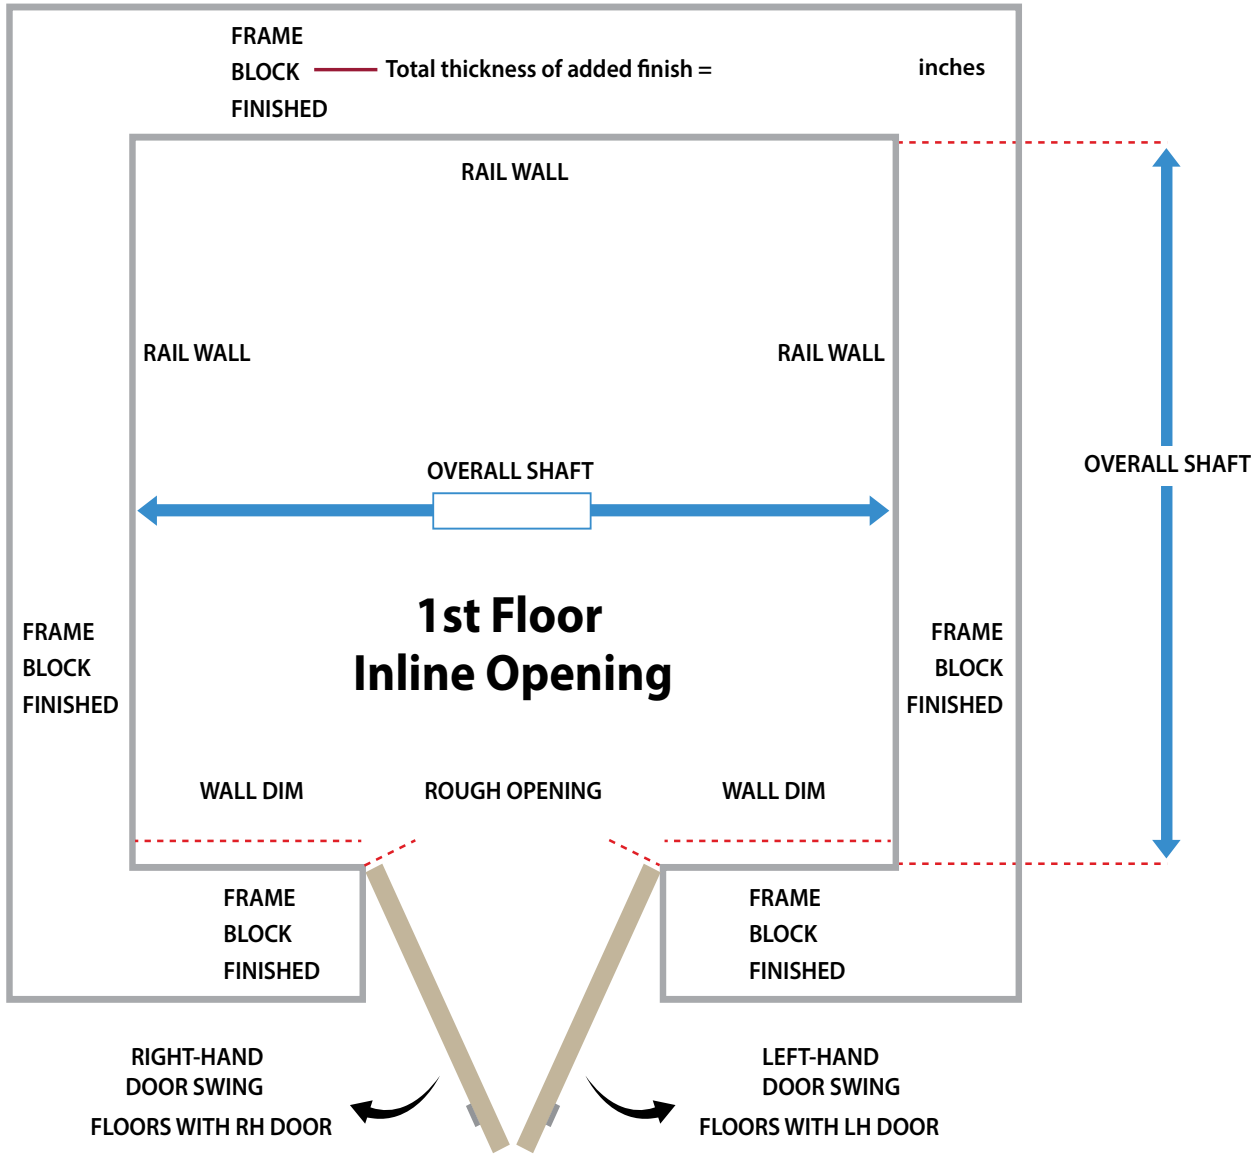 FRAME
BLOCK Total thickness of added finish = inches
FINISHED
RAIL WALL
RAIL WALL RAIL WALL
OVERALL SHAFT
OVERALL SHAFT
1st Floor
Inline Opening
FRAME
BLOCK
FINISHED
FRAME
BLOCK
FINISHED
WALL DIM ROUGH OPENING WALL DIM
FRAME
BLOCK
FINISHED
FRAME
BLOCK
FINISHED
RIGHT-HAND
DOOR SWING
FLOORS WITH RH DOOR
LEFT-HAND
DOOR SWING
FLOORS WITH LH DOOR